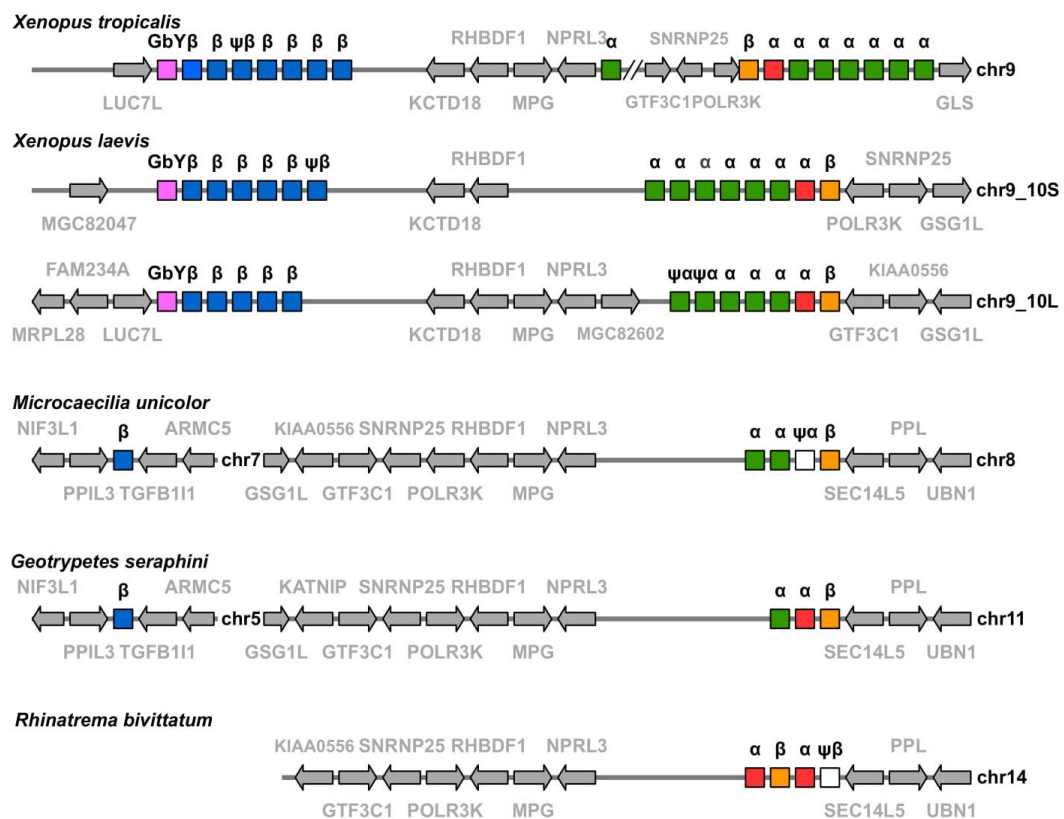 Xenopus tropicalis
GbY β β ψβ β β β β RHBDF1 NPRL3 α SNRNP25 β α α α α α α α
chr9
LUC7L KCTD18 MPG GTF3C1 POLR3K GLS
Xenopus laevis
GbY β β β β β ψβ RHBDF1 α α α α α α α β SNRNP25
chr9_10S
MGC82047 KCTD18 POLR3K GSG1L
FAM234A GbY β β β β β RHBDF1 NPRL3 ψα ψα α α α α β KIAA0556
chr9_10L
MRPL28 LUC7L KCTD18 MPG MGC82602 GTF3C1 GSG1L
Microcaecilia unicolor
NIF3L1 β ARMC5 KIAA0556 SNRNP25 RHBDF1 NPRL3 α α ψα β PPL
chr7 chr8
PPIL3 TGFB1I1 GSG1L GTF3C1 POLR3K MPG SEC14L5 UBN1
Geotrypetes seraphini
NIF3L1 β ARMC5 KATNIP SNRNP25 RHBDF1 NPRL3 α α β PPL
chr5 chr11
PPIL3 TGFB1I1 GSG1L GTF3C1 POLR3K MPG SEC14L5 UBN1
Rhinatrema bivittatum
KIAA0556 SNRNP25 RHBDF1 NPRL3 α β α ψβ PPL
chr14
GTF3C1 POLR3K MPG SEC14L5 UBN1